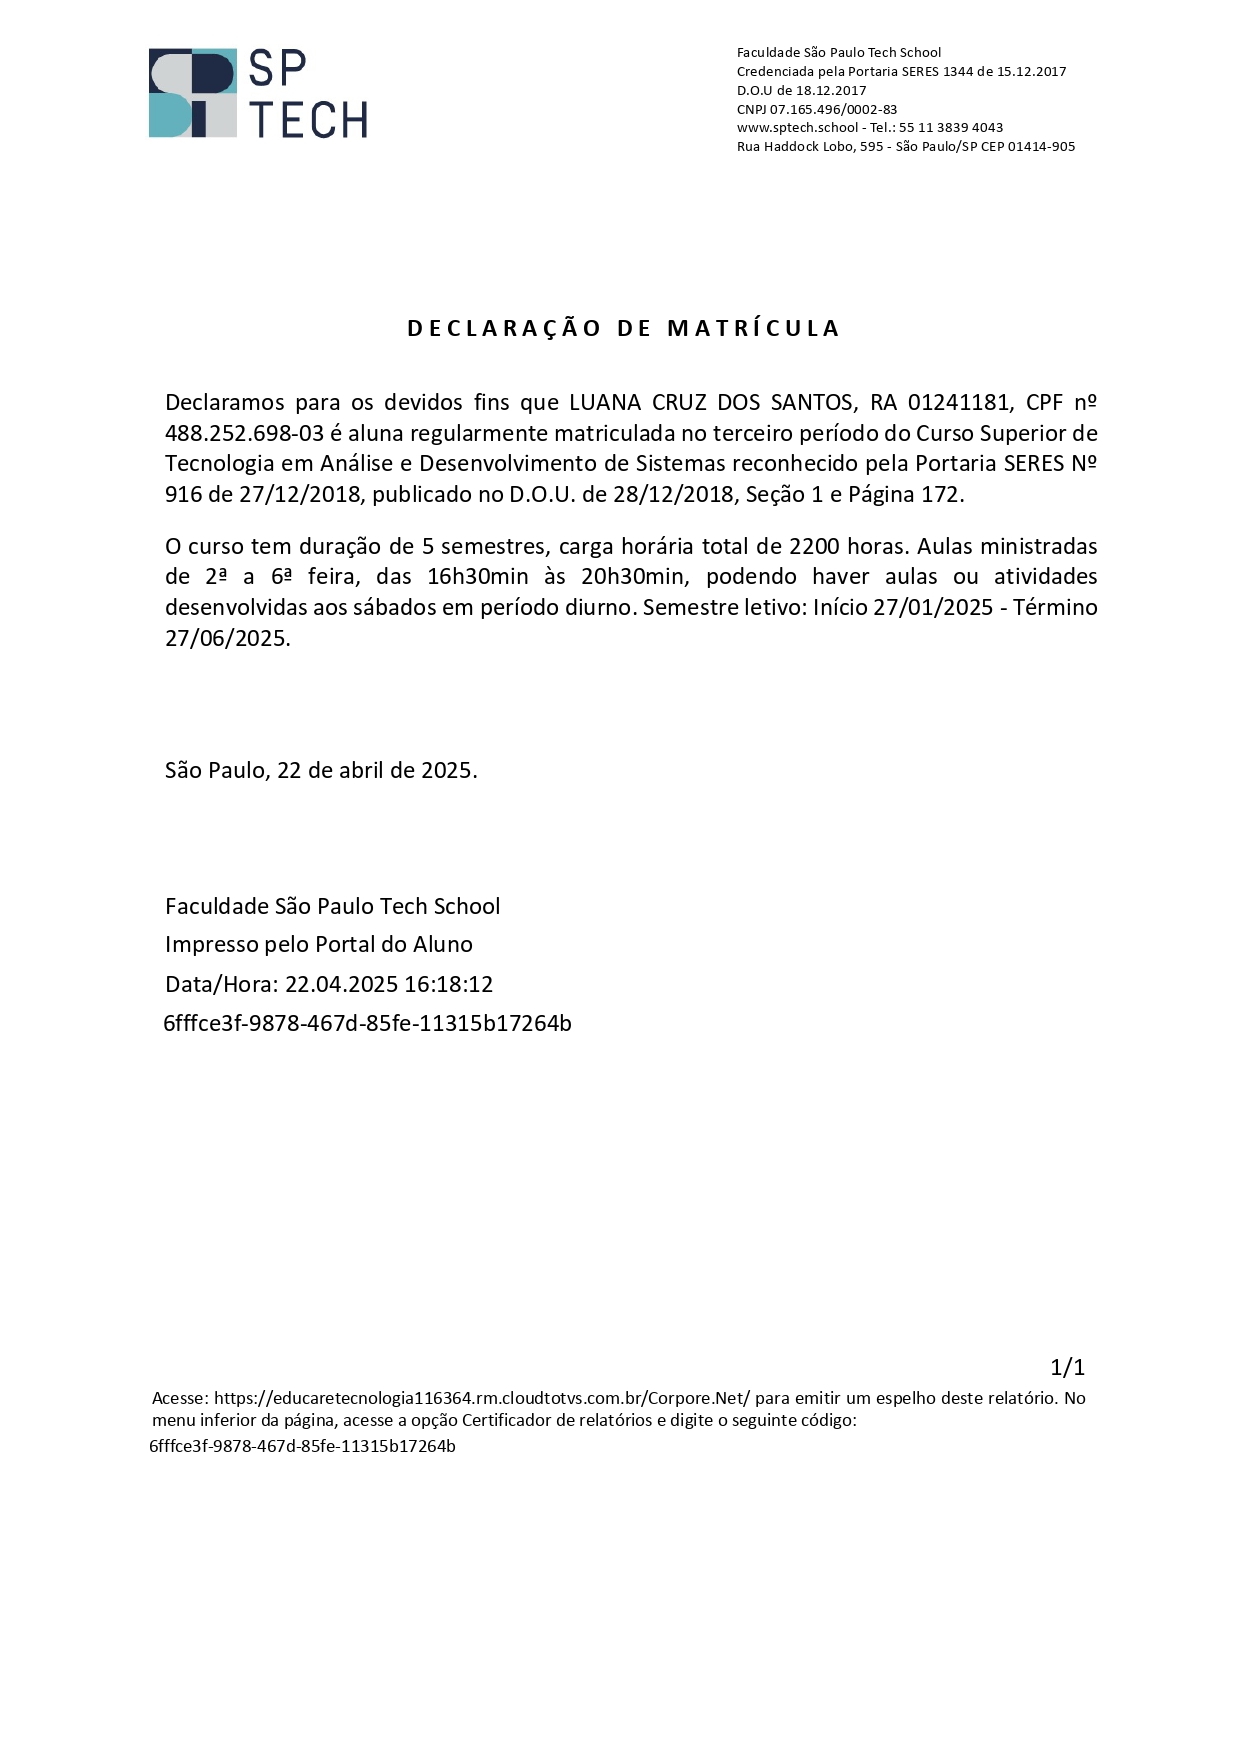 SP
TECH
Faculdade São Paulo Tech School
Credenciada pela Portaria SERES 1344 de 15.12.2017
D.O.U de 18.12.2017
CNPJ 07.165.496/0002-83
www.sptech.school - Tel.: 55 11 3839 4043
Rua Haddock Lobo, 595 - São Paulo/SP CEP 01414-905
DECLARAÇÃO DE MATRÍCULA
Declaramos para os devidos fins que LUANA CRUZ DOS SANTOS, RA 01241181, CPF nº
488.252.698-03 é aluna regularmente matriculada no terceiro período do Curso Superior de
Tecnologia em Análise e Desenvolvimento de Sistemas reconhecido pela Portaria SERES Nº
916 de 27/12/2018, publicado no D.O.U. de 28/12/2018, Seção 1 e Página 172.
O curso tem duração de 5 semestres, carga horária total de 2200 horas. Aulas ministradas
de 2ª a 6ª feira, das 16h30min às 20h30min, podendo haver aulas ou atividades
desenvolvidas aos sábados em período diurno. Semestre letivo: Início 27/01/2025 - Término
27/06/2025.
São Paulo, 22 de abril de 2025.
Faculdade São Paulo Tech School
Impresso pelo Portal do Aluno
Data/Hora: 22.04.2025 16:18:12
6fffce3f-9878-467d-85fe-11315b17264b
1/1
Acesse: https://educaretecnologia116364.rm.cloudtotvs.com.br/Corpore.Net/ para emitir um espelho deste relatório. No
menu inferior da página, acesse a opção Certificador de relatórios e digite o seguinte código:
6fffce3f-9878-467d-85fe-11315b17264b